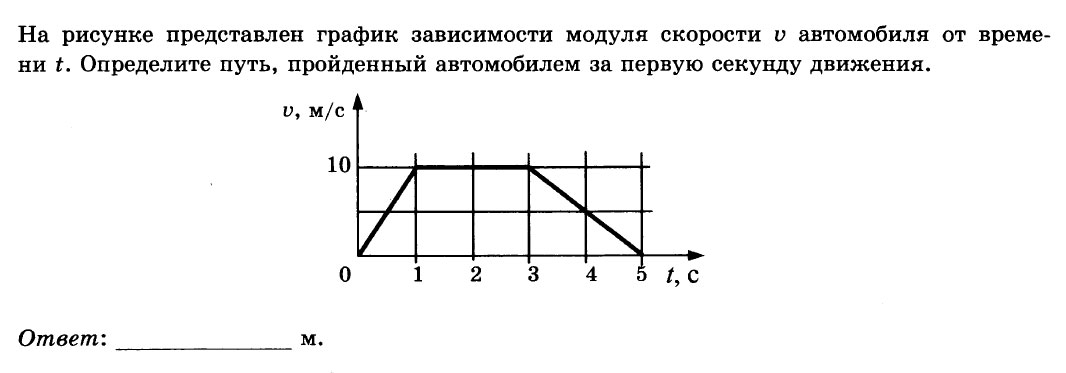 На рисунке представлен график зависимости модуля скорости υ автомобиля от време-
ни t. Определите путь, пройденный автомобилем за первую секунду движения.
υ, м/с
10
0 1 2 3 4 5 t, с
Ответ: _______________ м.